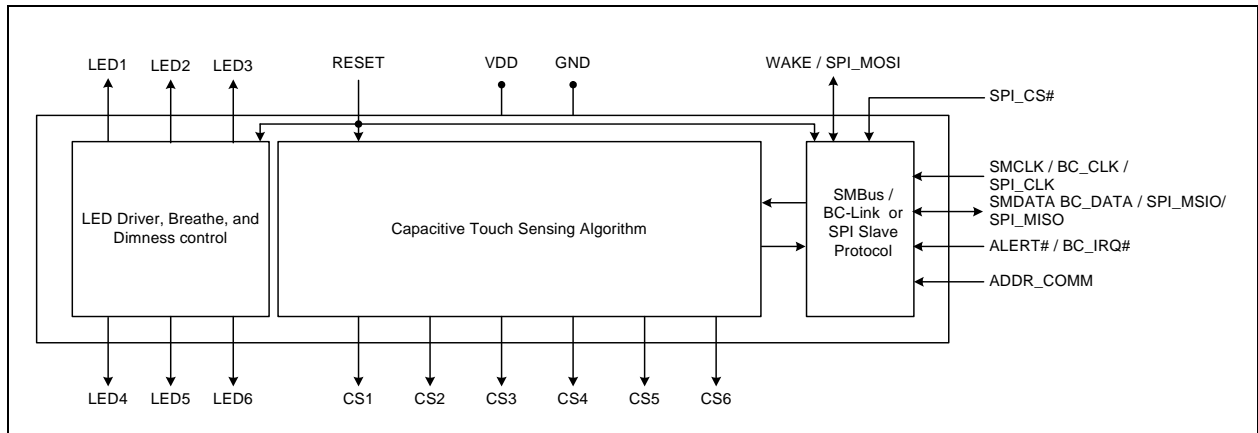 LED1
LED2
LED3
RESET
VDD
GND
WAKE / SPI_MOSI
SPI_CS#
LED Driver, Breathe, and
Dimness control
Capacitive Touch Sensing Algorithm
SMBus /
BC-Link or
SPI Slave
Protocol
SMCLK / BC_CLK /
SPI_CLK
SMDATA BC_DATA / SPI_MSIO/
SPI_MISO
ALERT# / BC_IRQ#
ADDR_COMM
LED4
LED5
LED6
CS1
CS2
CS3
CS4
CS5
CS6